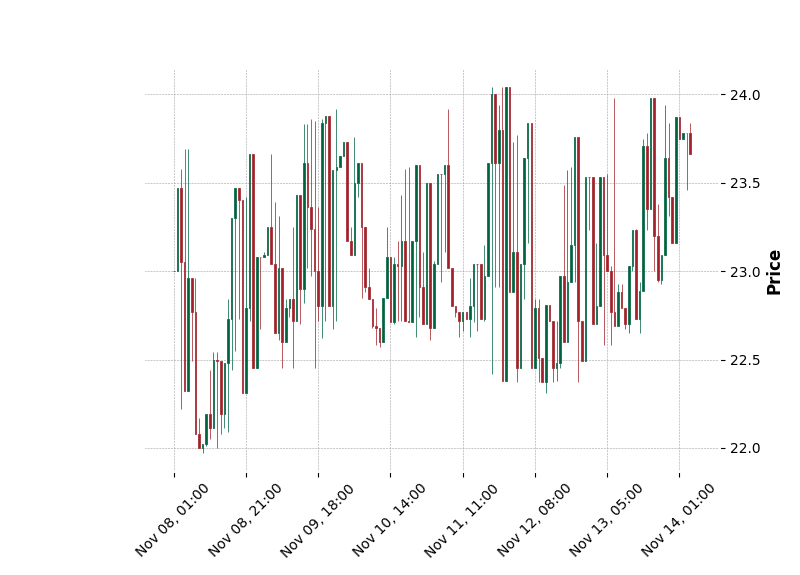 24.0
23.5
23.0
22.5
22.0
Price
Nov 08, 01:00
Nov 08, 21:00
Nov 09, 18:00
Nov 10, 14:00
Nov 11, 11:00
Nov 12, 08:00
Nov 13, 05:00
Nov 14, 01:00